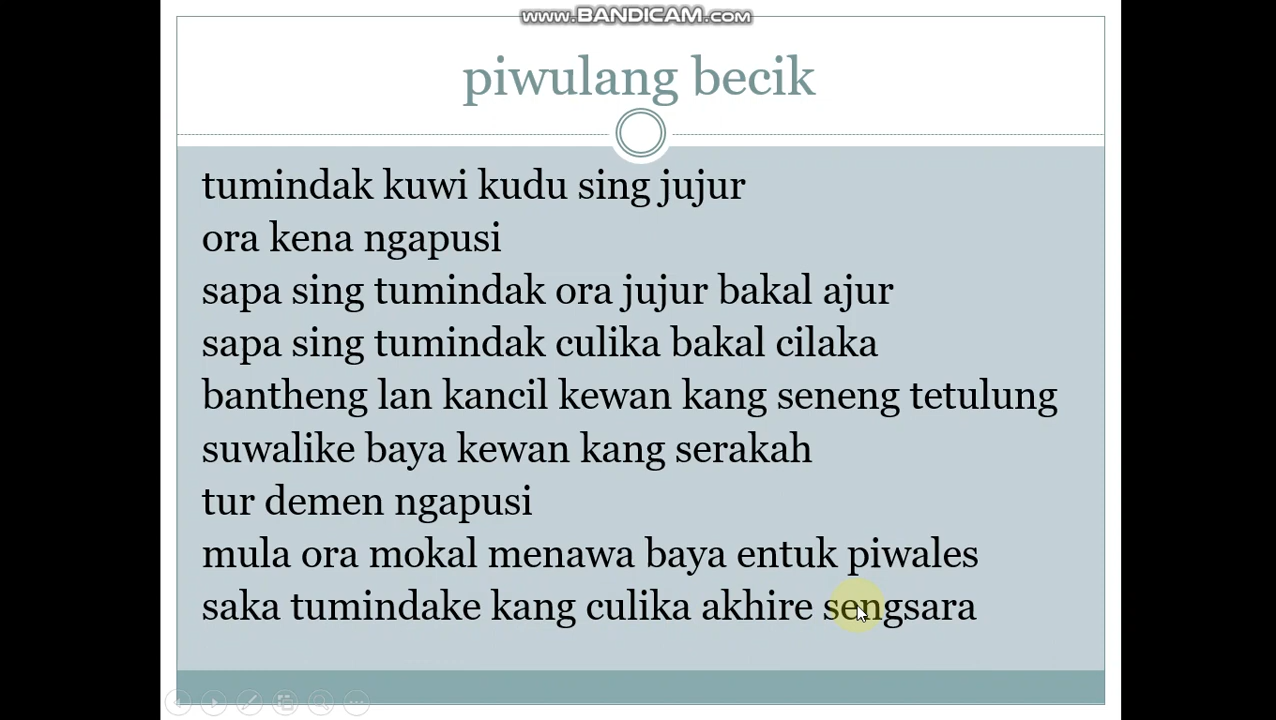 www.BANDICAM.com
piwulang becik
tumindak kuwi kudu sing jujur
ora kena ngapusi
sapa sing tumindak ora jujur bakal ajur
sapa sing tumindak culika bakal cilaka
bantheng lan kancil kewan kang seneng tetulung
suwalike baya kewan kang serakah
tur demen ngapusi
mula ora mokal menawa baya entuk piwales
saka tumindake kang culika akhire sengsara